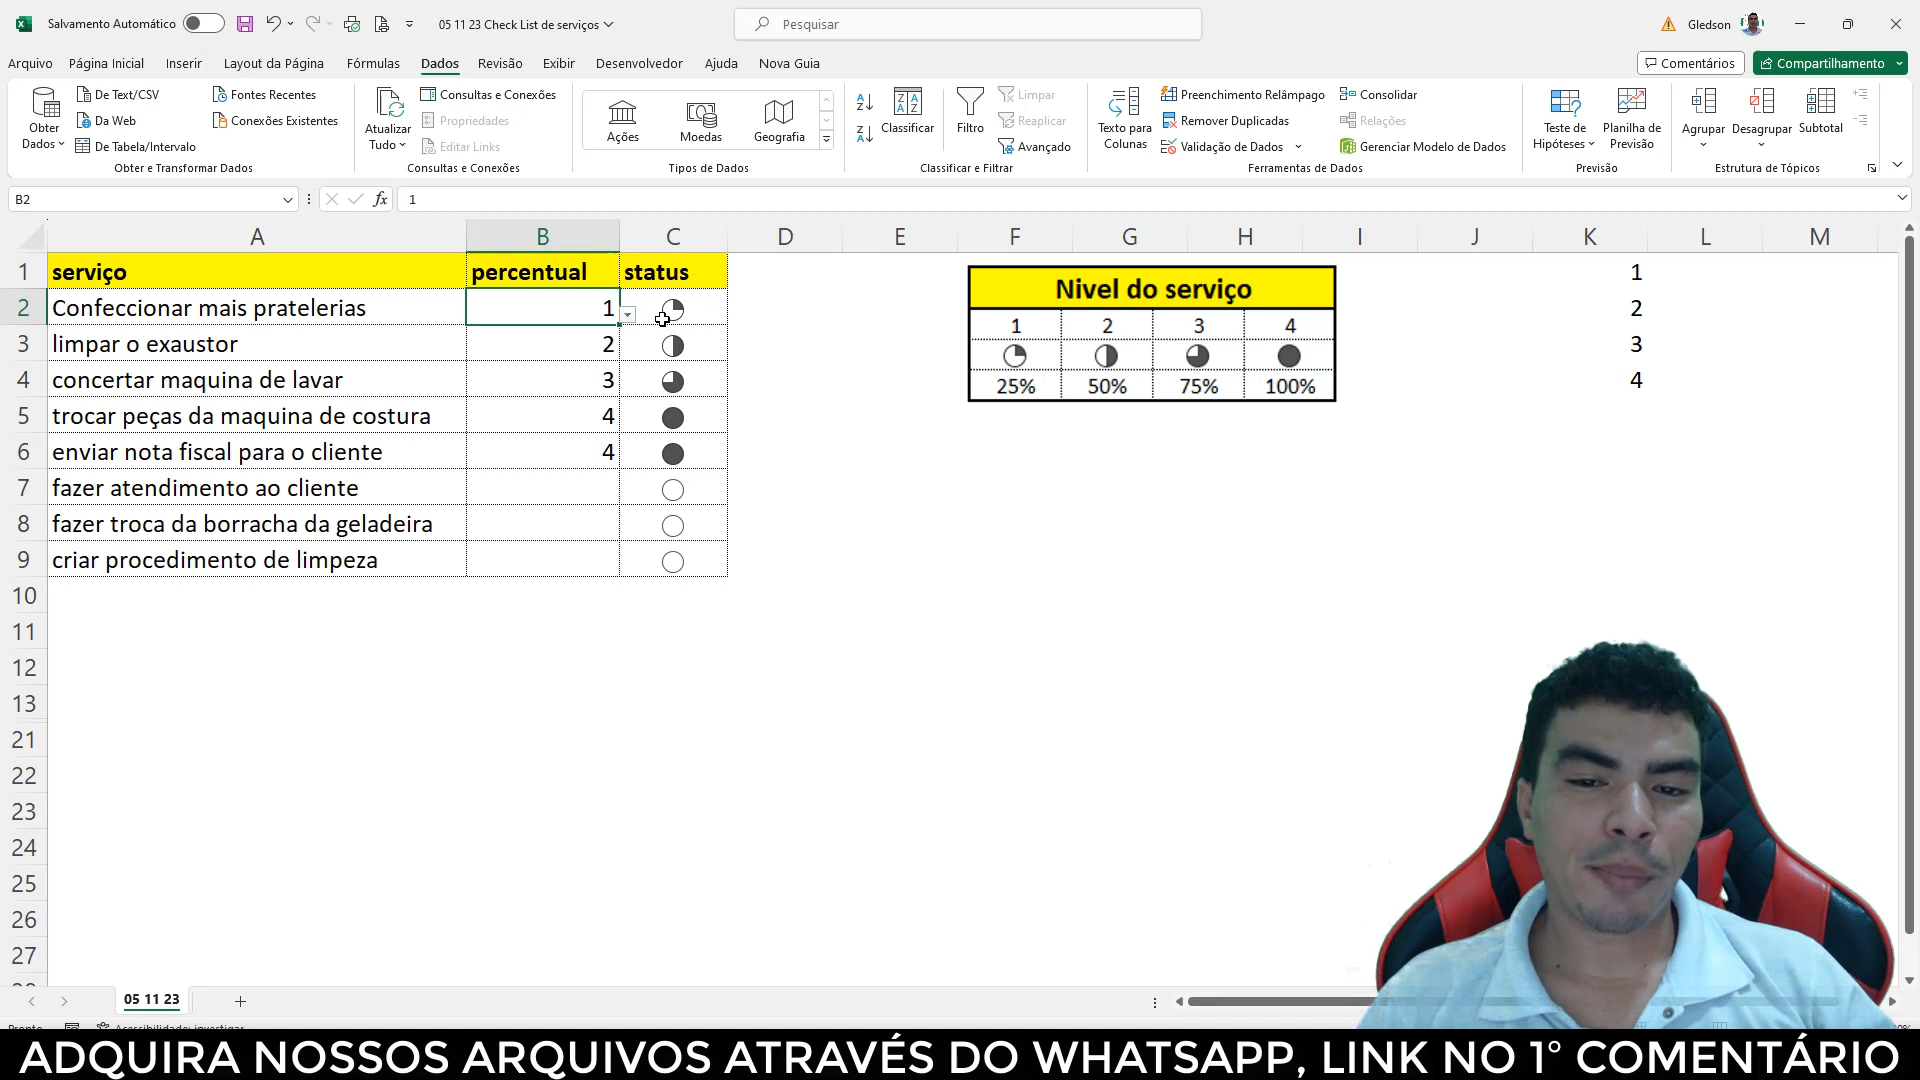 Salvamento Automático
05 11 23 Check List de serviços
Pesquisar
Gledson
Arquivo Página Inicial Inserir Layout da Página Fórmulas Dados Revisão Exibir Desenvolvedor Ajuda Nova Guia
Comentários Compartilhamento
Obter Dados
De Text/CSV
Da Web
De Tabela/Intervalo
Fontes Recentes
Conexões Existentes
Obter e Transformar Dados
Atualizar Tudo
Consultas e Conexões
Propriedades
Editar Links
Consultas e Conexões
Ações Moedas Geografia
Tipos de Dados
Classificar
Filtro
Limpar
Reaplicar
Avançado
Classificar e Filtrar
Texto para Colunas
Preenchimento Relâmpago
Remover Duplicadas
Validação de Dados
Consolidar
Relações
Gerenciar Modelo de Dados
Ferramentas de Dados
Teste de Hipóteses
Planilha de Previsão
Previsão
Agrupar Desagrupar Subtotal
Estrutura de Tópicos
B2 fx 1
A B C D E F G H I J K L M
1 serviço percentual status 1
2 Confeccionar mais pratelerias 1 2
3 limpar o exaustor 2 3
4 concertar maquina de lavar 3 4
5 trocar peças da maquina de costura 4
6 enviar nota fiscal para o cliente 4
7 fazer atendimento ao cliente
8 fazer troca da borracha da geladeira
9 criar procedimento de limpeza
10
11
12
13
21
22
23
24
25
26
27
Nivel do serviço
1 2 3 4
25% 50% 75% 100%
05 11 23
ADQUIRA NOSSOS ARQUIVOS ATRAVÉS DO WHATSAPP, LINK NO 1° COMENTÁRIO